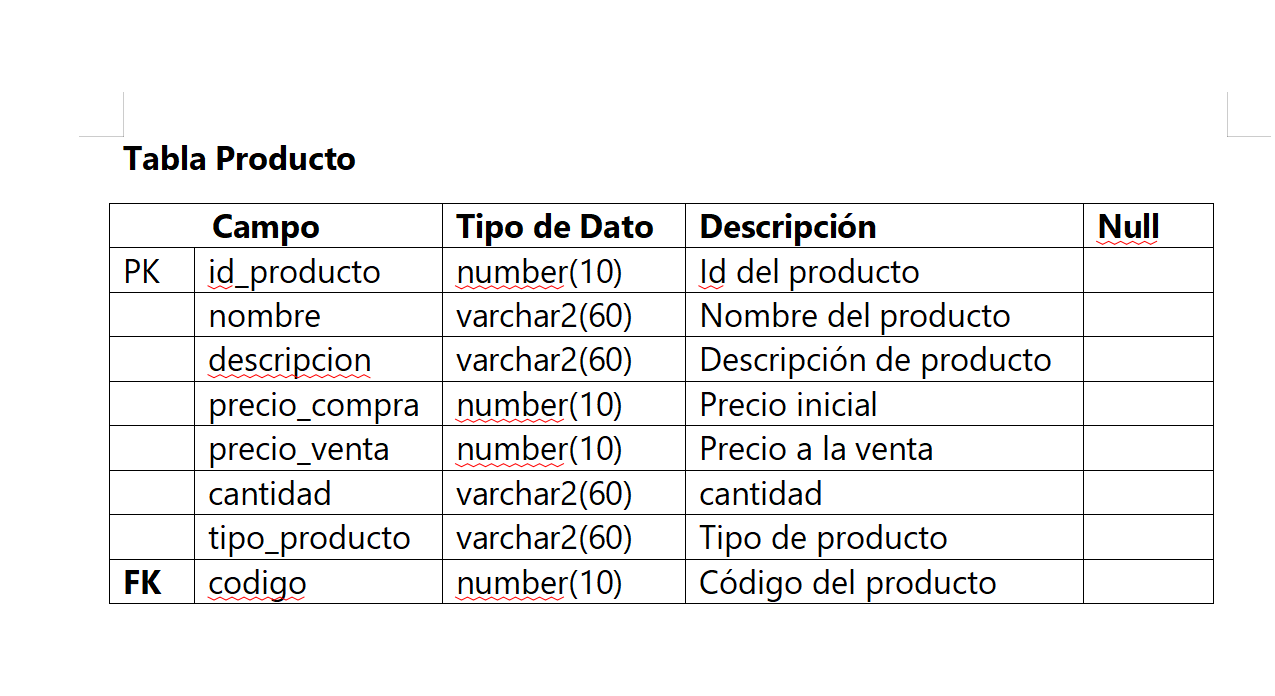 Tabla Producto
Campo Tipo de Dato Descripción Null
PK id_producto number(10) Id del producto
nombre varchar2(60) Nombre del producto
descripcion varchar2(60) Descripción de producto
precio_compra number(10) Precio inicial
precio_venta number(10) Precio a la venta
cantidad varchar2(60) cantidad
tipo_producto varchar2(60) Tipo de producto
FK codigo number(10) Código del producto